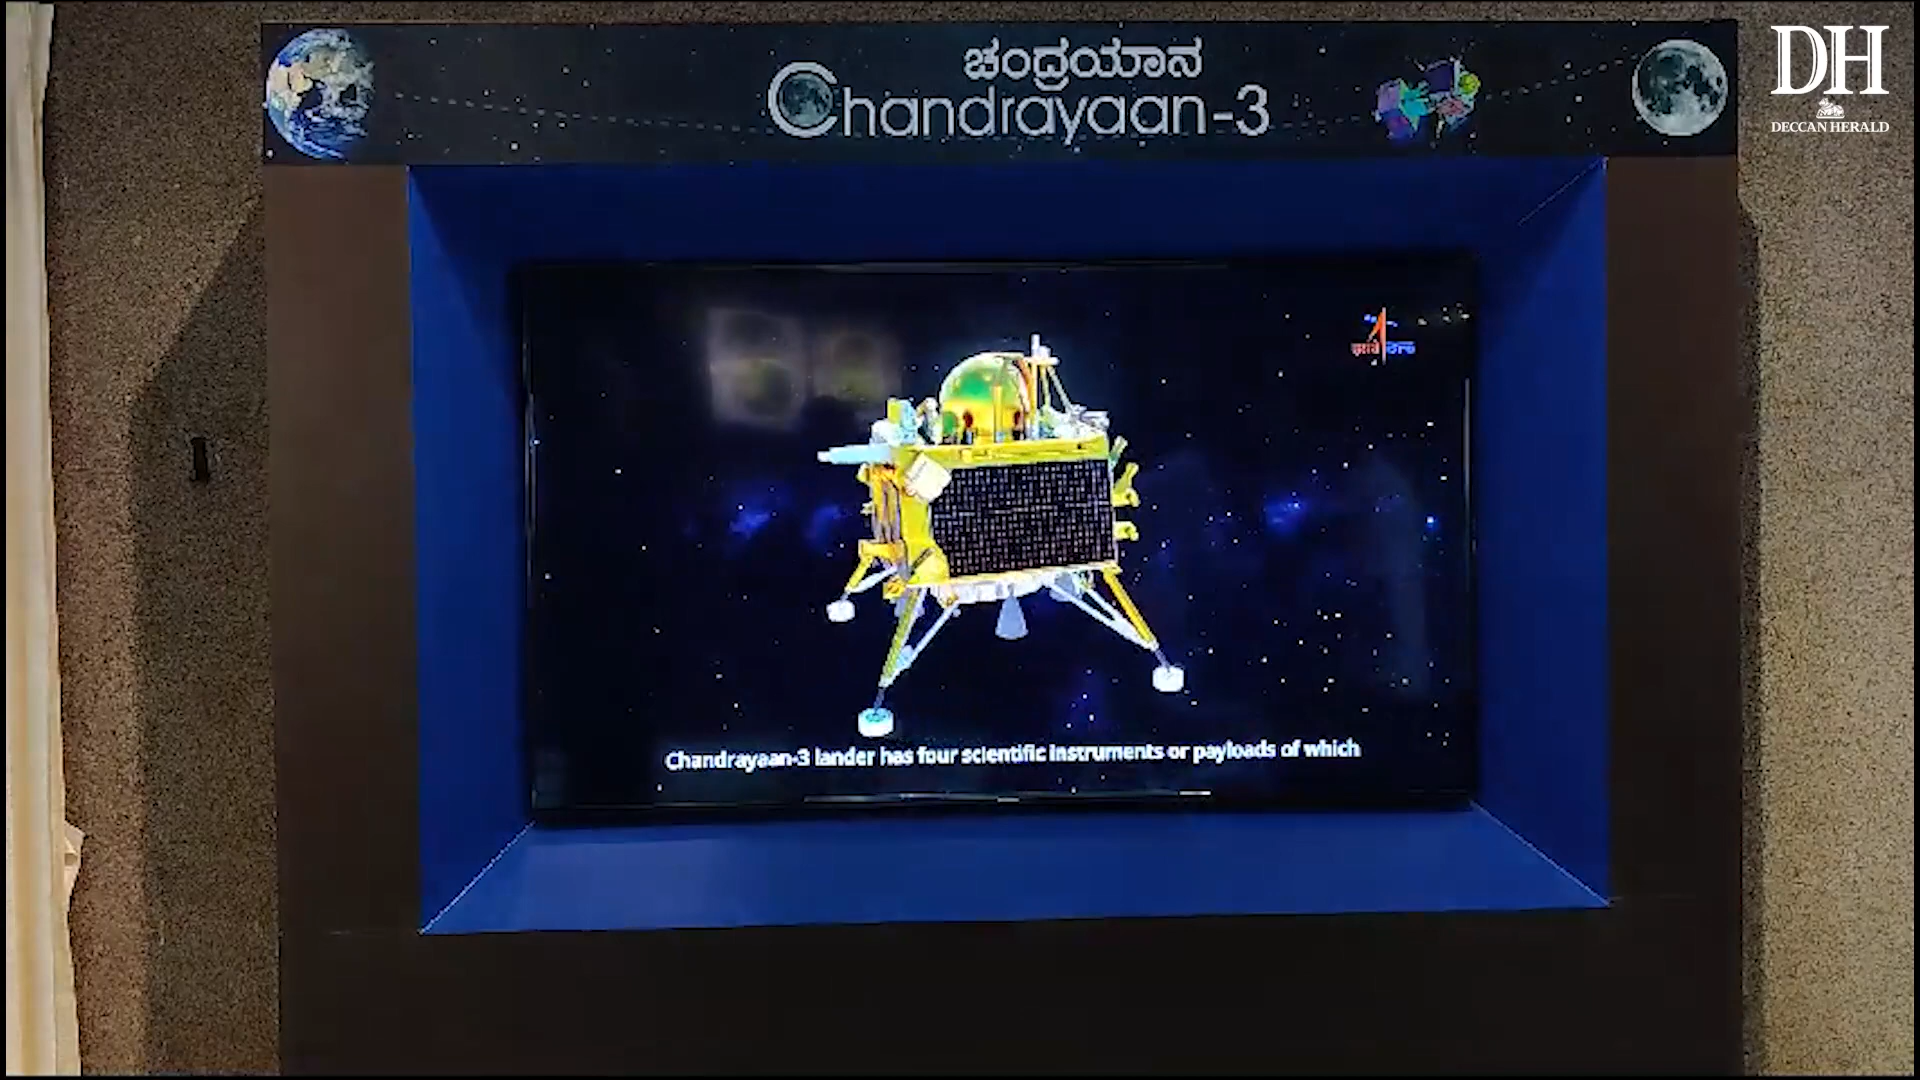 ಚಂದ್ರಯಾನ
Chandrayaan-3
DH
DECCAN HERALD
Chandrayaan-3 lander has four scientific instruments or payloads of which